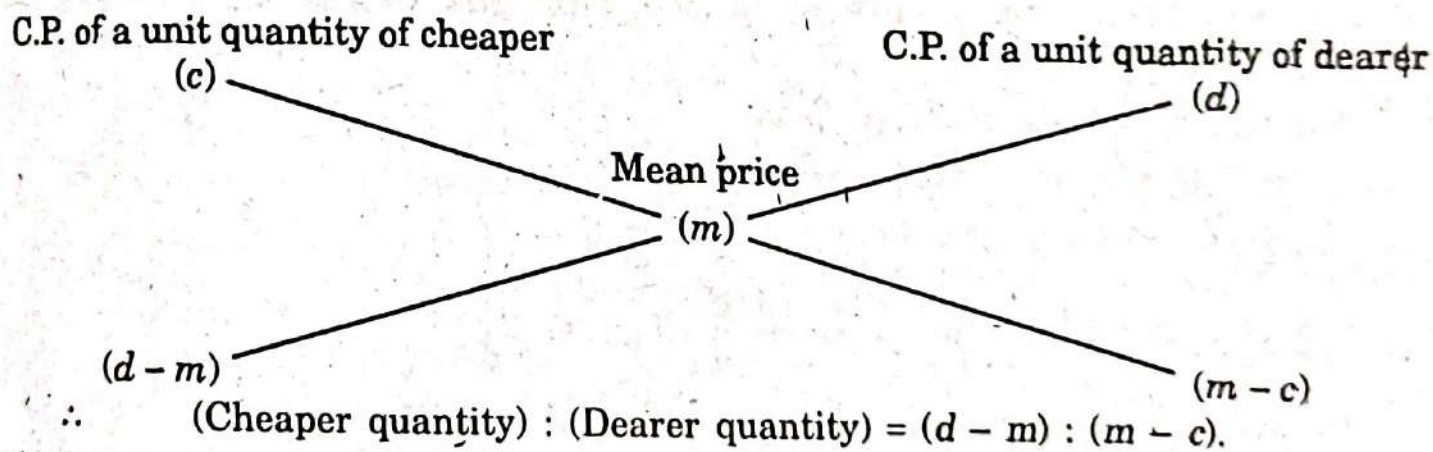 C.P. of a unit quantity of cheaper
C.P. of a unit quantity of dearer
(c)
(d)
Mean price
(m)
(d – m)
(m – c)
∴ (Cheaper quantity) : (Dearer quantity) = (d – m) : (m – c).